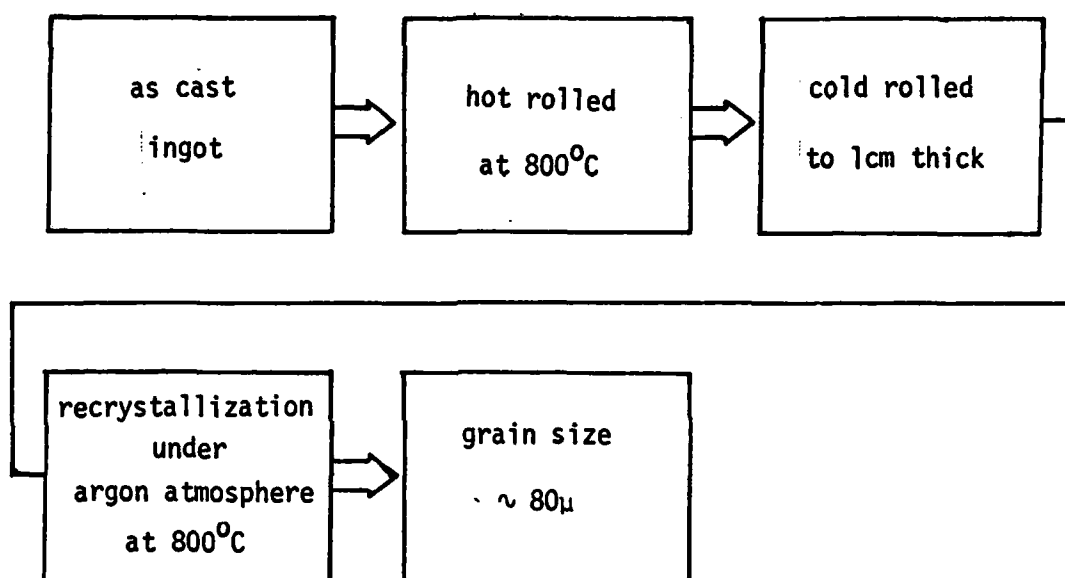 as cast
ingot
hot rolled
at 800°C
cold rolled
to 1cm thick
recrystallization
under
argon atmosphere
at 800°C
grain size
~ 80μ